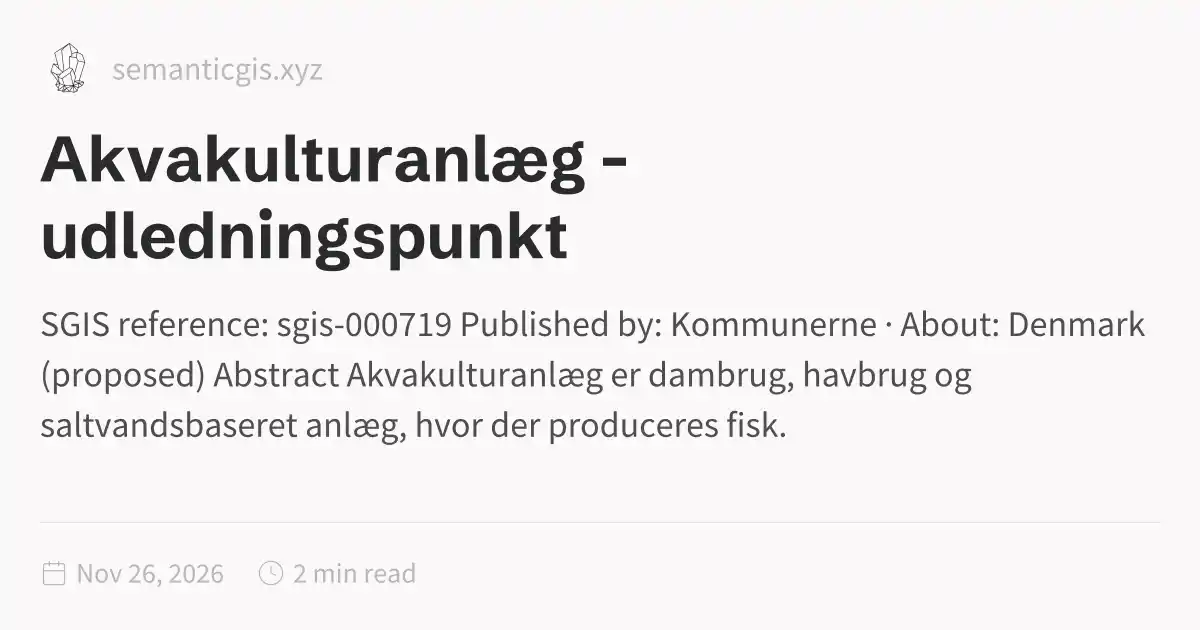 semanticgis.xyz
Akvakulturanlæg -
udledningspunkt
SGIS reference: sgis-000719 Published by: Kommunerne · About: Denmark
(proposed) Abstract Akvakulturanlæg er dambrug, havbrug og
saltvandsbaseret anlæg, hvor der produceres fisk.
Nov 26, 2026 2 min read